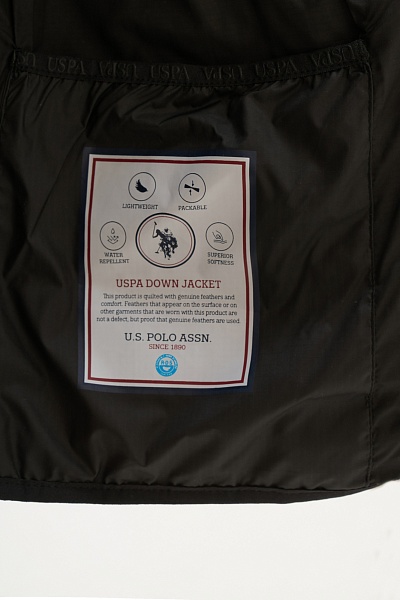 USPA USPA USPA USPA USPA USPA
LIGHTWEIGHT PACKABLE
WATER REPELLENT
SUPERIOR SOFTNESS
USPA DOWN JACKET
This product is quilted with genuine feathers and
comfort. Feathers that appear on the surface or on
other garments that are worn with this product are
not a defect, but proof that genuine feathers are used.
U.S. POLO ASSN.
SINCE 1890